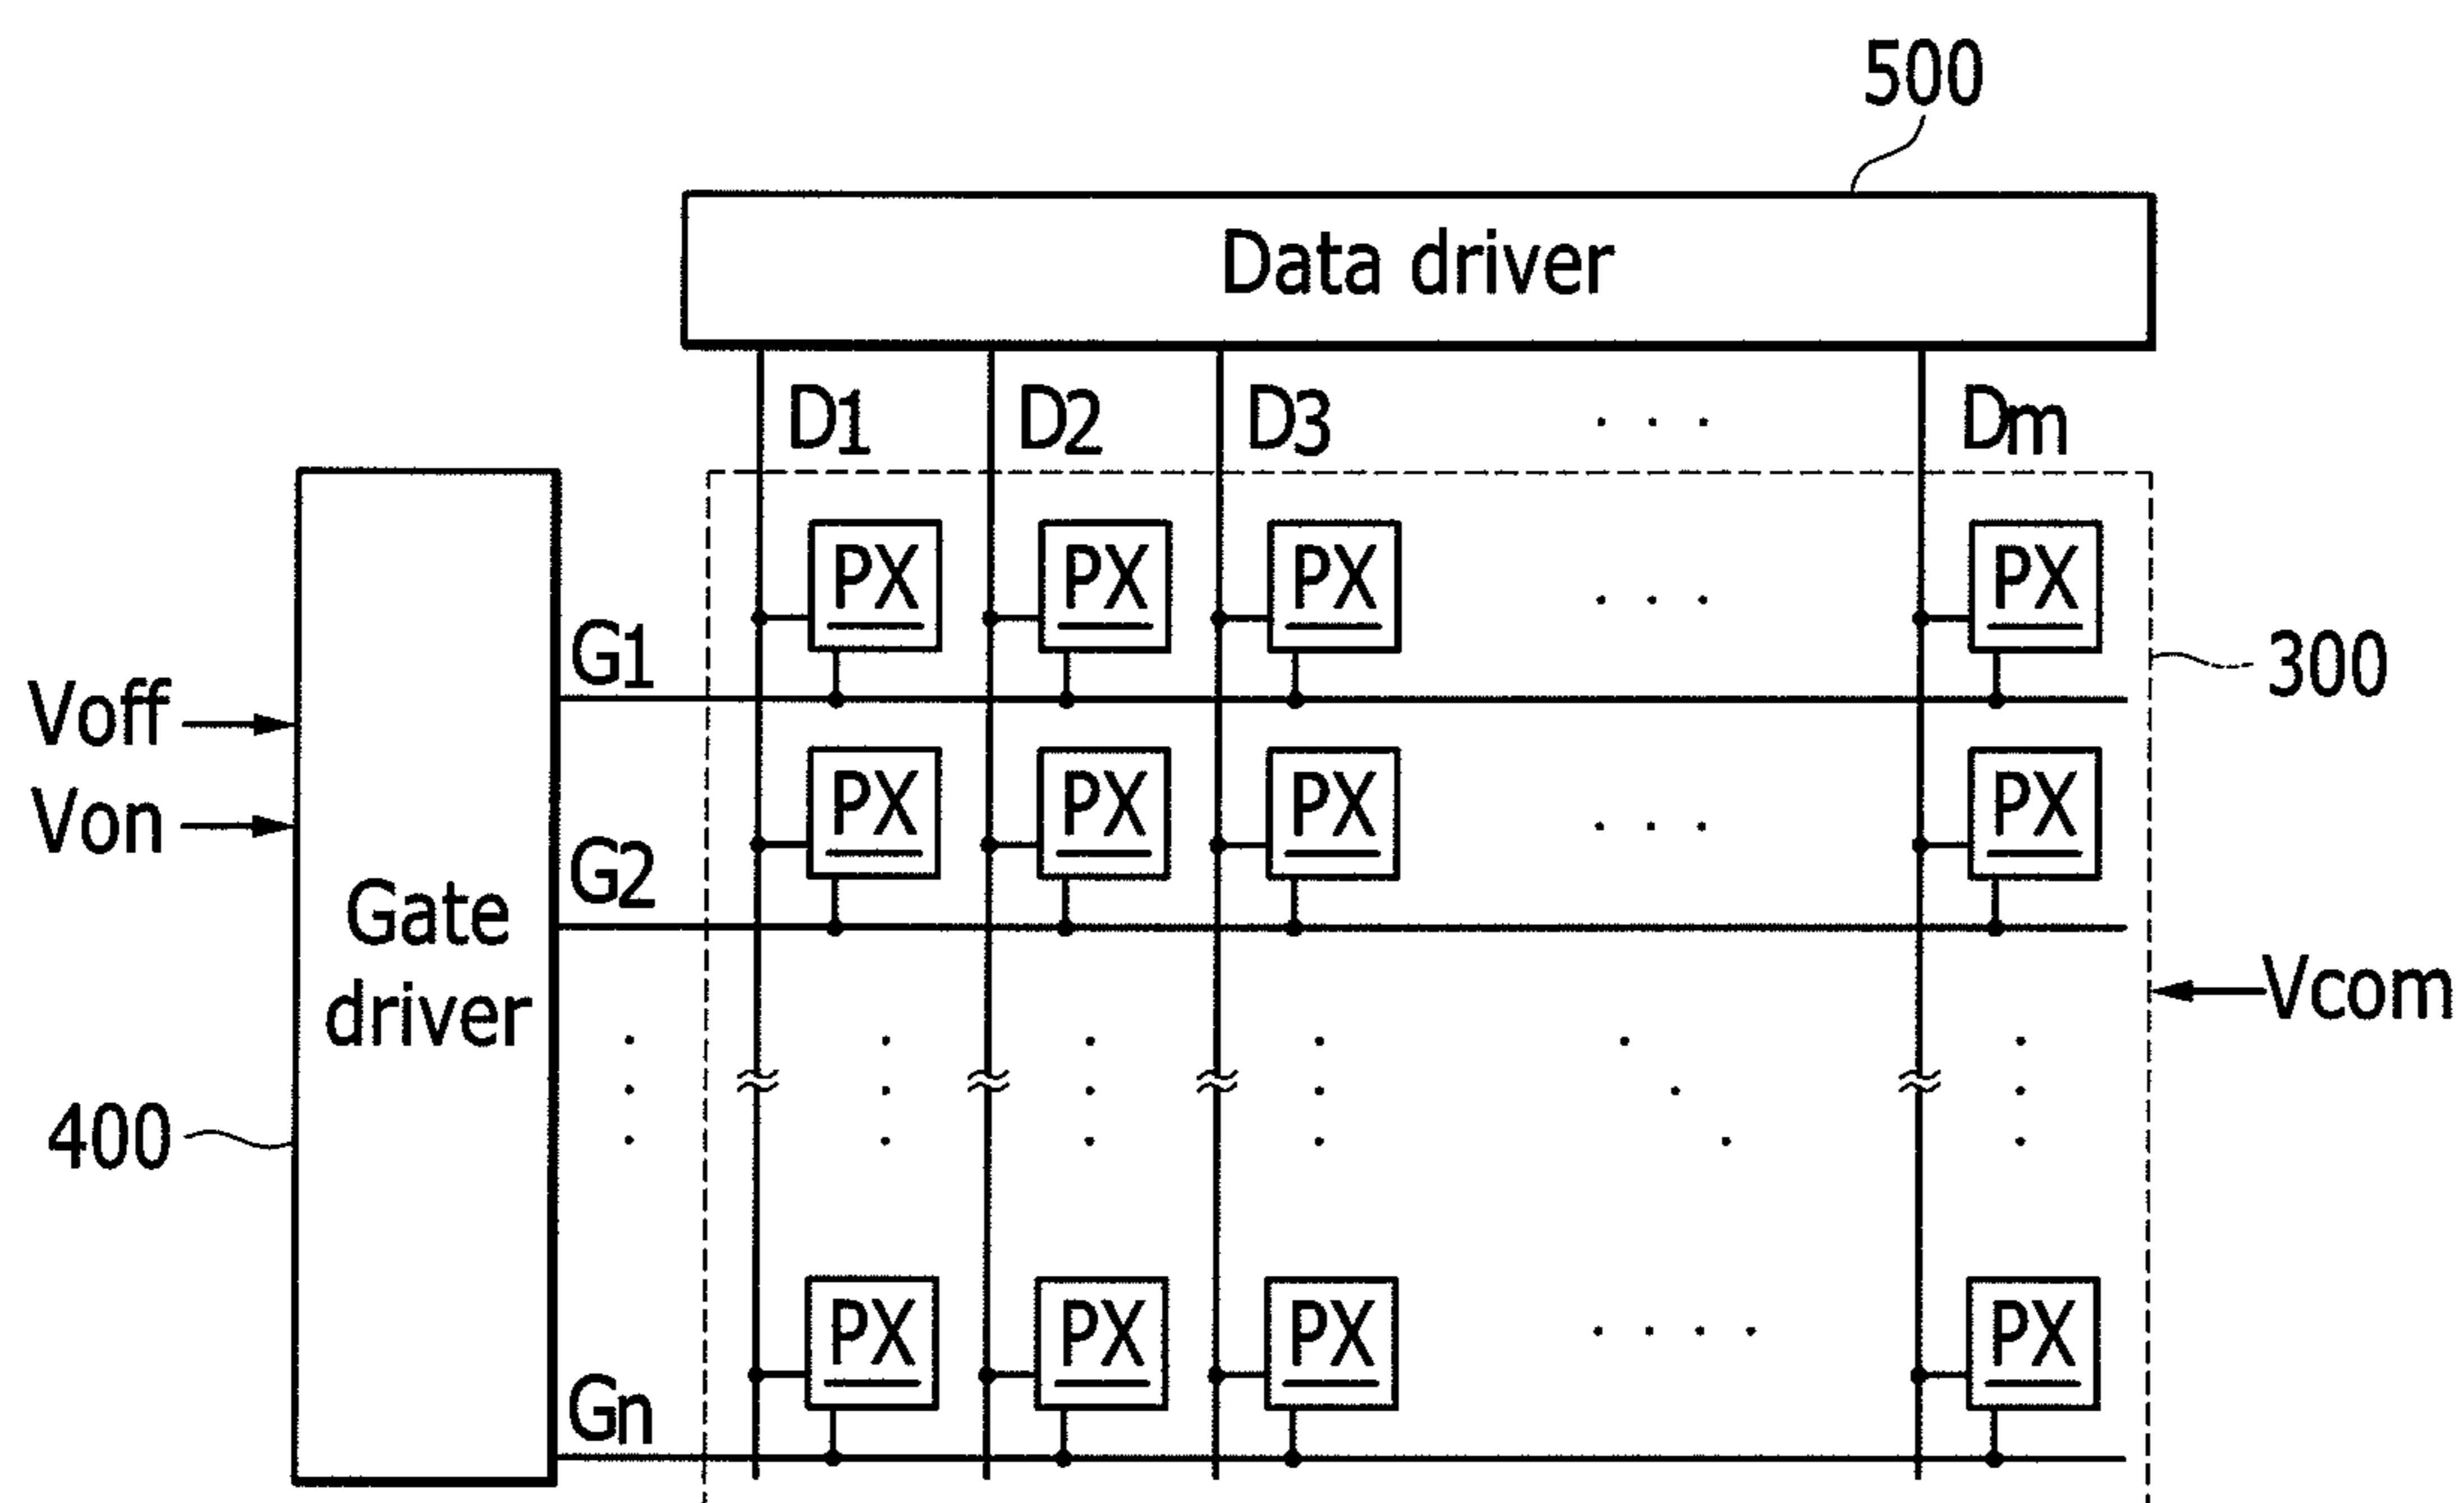 500
Data driver
D1 D2 D3 . . . Dm
PX PX PX . . . PX
G1
300
Voff
PX PX PX . . . PX
Von
G2
Gate
driver
Vcom
400
PX PX PX . . . . PX
Gn